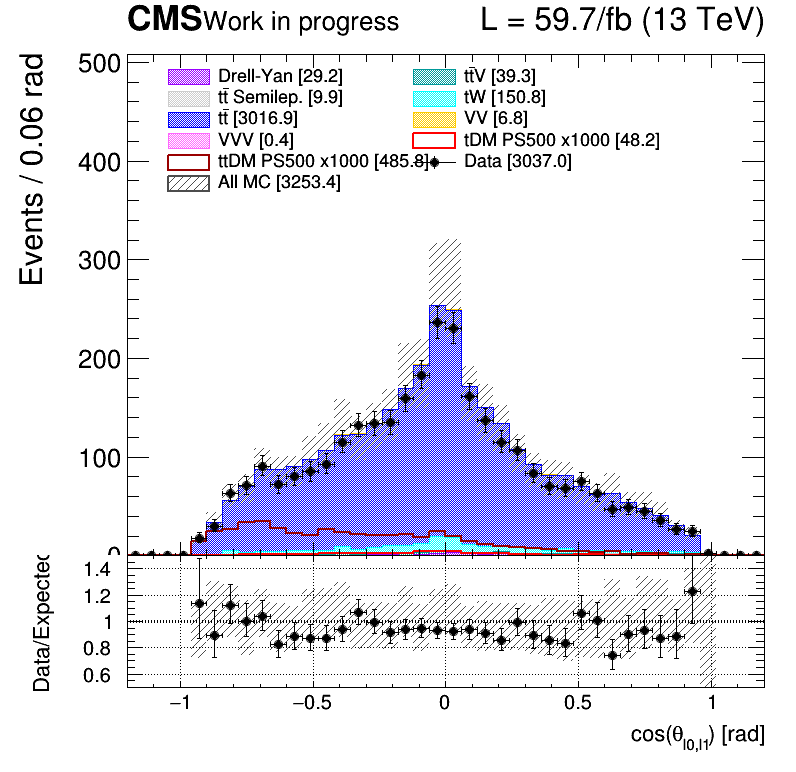 CMS Work in progress L = 59.7/fb (13 TeV)
Events / 0.06 rad
500
400
300
200
100
0
Drell-Yan [29.2] tt̄V [39.3]
tt̄ Semilep. [9.9] tW [150.8]
tt̄ [3016.9] VV [6.8]
VVV [0.4] tDM PS500 x1000 [48.2]
ttDM PS500 x1000 [485.8] Data [3037.0]
All MC [3253.4]
Data/Expected
1.4
1.2
1
0.8
0.6
−1 −0.5 0 0.5 1
cos(θl0,l1) [rad]